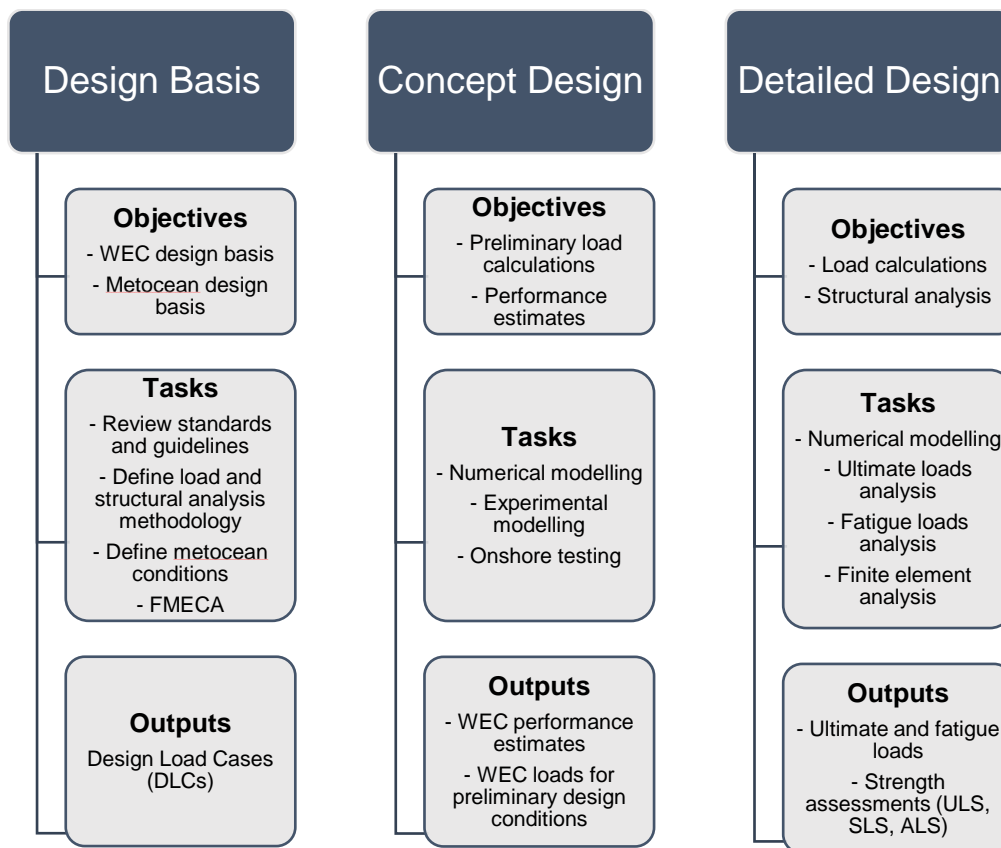 Design Basis
Objectives
- WEC design basis
- Metocean design
basis
Tasks
- Review standards
and guidelines
- Define load and
structural analysis
methodology
- Define metocean
conditions
- FMECA
Outputs
Design Load Cases
(DLCs)
Concept Design
Objectives
- Preliminary load
calculations
- Performance
estimates
Tasks
- Numerical modelling
- Experimental
modelling
- Onshore testing
Outputs
- WEC performance
estimates
- WEC loads for
preliminary design
conditions
Detailed Design
Objectives
- Load calculations
- Structural analysis
Tasks
- Numerical modelling
- Ultimate loads
analysis
- Fatigue loads
analysis
- Finite element
analysis
Outputs
- Ultimate and fatigue
loads
- Strength
assessments (ULS,
SLS, ALS)